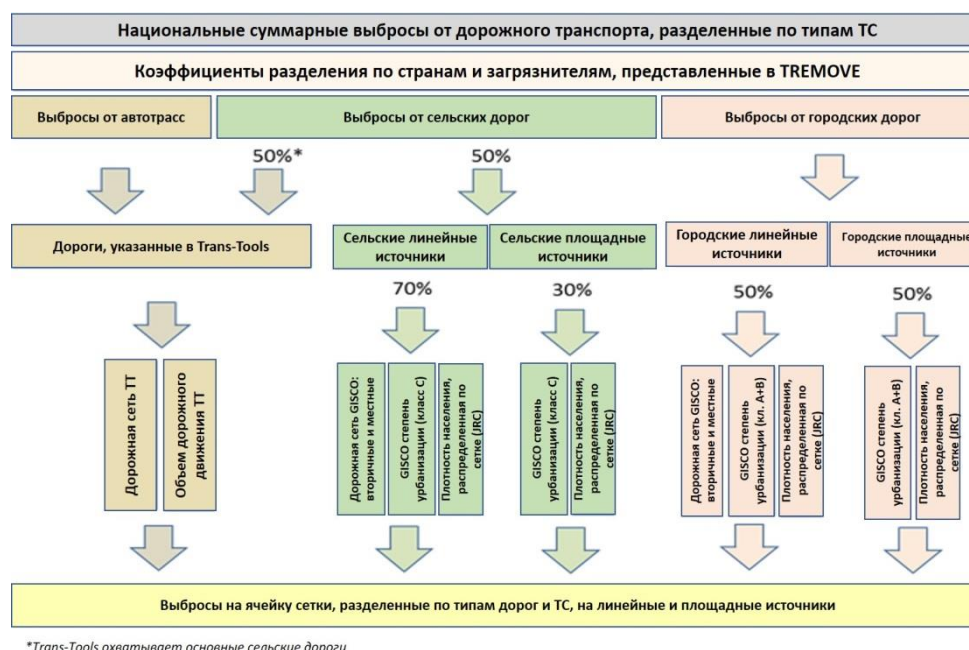 Национальные суммарные выбросы от дорожного транспорта, разделенные по типам ТС
Коэффициенты разделения по странам и загрязнителям, представленные в TREMOVE
Выбросы от автотрасс
Выбросы от сельских дорог
Выбросы от городских дорог
50%*
50%
Дороги, указанные в Trans-Tools
Сельские линейные
источники
Сельские площадные
источники
Городские линейные
источники
Городские площадные
источники
70%
30%
50%
50%
Дорожная сеть ТТ
Объем дорожного
движения ТТ
Дорожная сеть GISCO:
вторичные и местные
GISCO степень
урбанизации (класс С)
Плотность населения,
распределенная по
сетке (JRC)
GISCO степень
урбанизации (класс С)
Плотность населения,
распределенная по
сетке (JRC)
Дорожная сеть GISCO:
вторичные и местные
GISCO степень
урбанизации (кл. А+В)
Плотность населения,
распределенная по
сетке (JRC)
GISCO степень
урбанизации (кл. А+В)
Плотность населения,
распределенная по
сетке (JRC)
Выбросы на ячейку сетки, разделенные по типам дорог и ТС, на линейные и площадные источники
*Trans-Tools охватывает основные сельские дороги